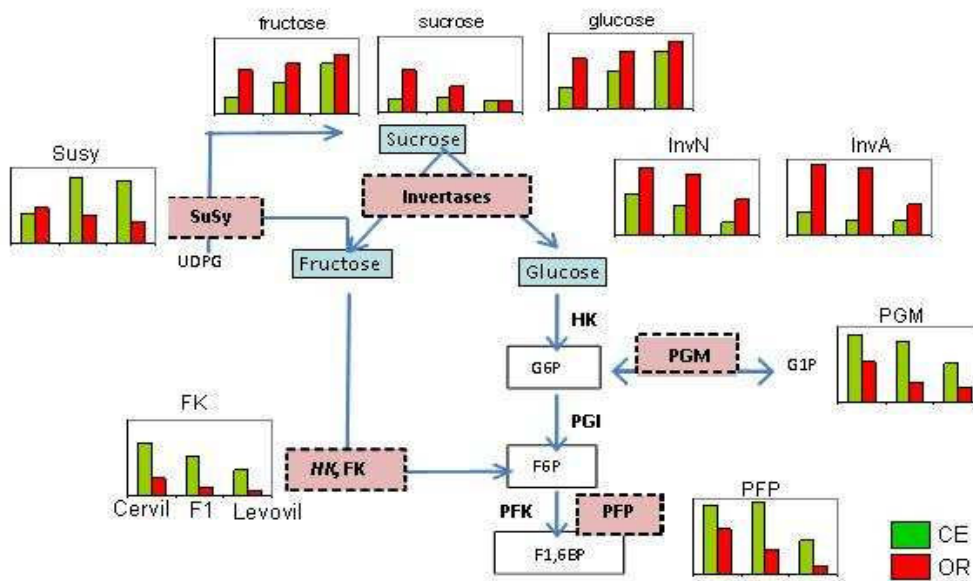 fructose
sucrose
glucose
Sucrose
Susy
InvN
InvA
Invertases
SuSy
UDPG
Fructose
Glucose
HK
PGM
PGM
G6P
G1P
FK
PGI
HK, FK
F6P
Cervil F1 Levovil
PFP
PFK
PFP
F1,6BP
CE
OR